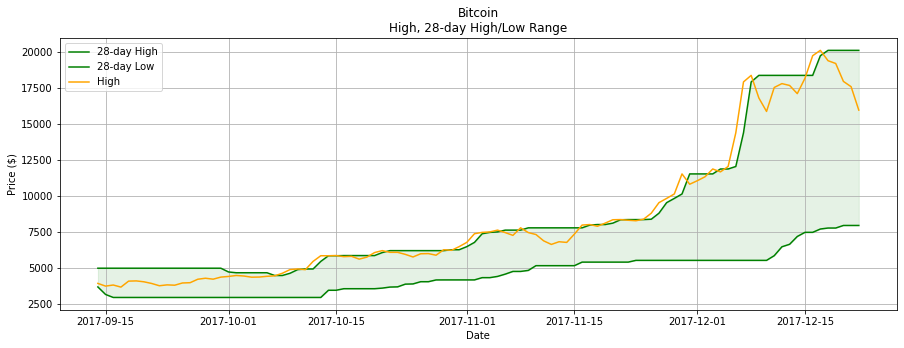 Bitcoin
High, 28-day High/Low Range
28-day High
28-day Low
High
20000
17500
15000
12500
10000
7500
5000
2500
Price ($)
2017-09-15
2017-10-01
2017-10-15
2017-11-01
2017-11-15
2017-12-01
2017-12-15
Date